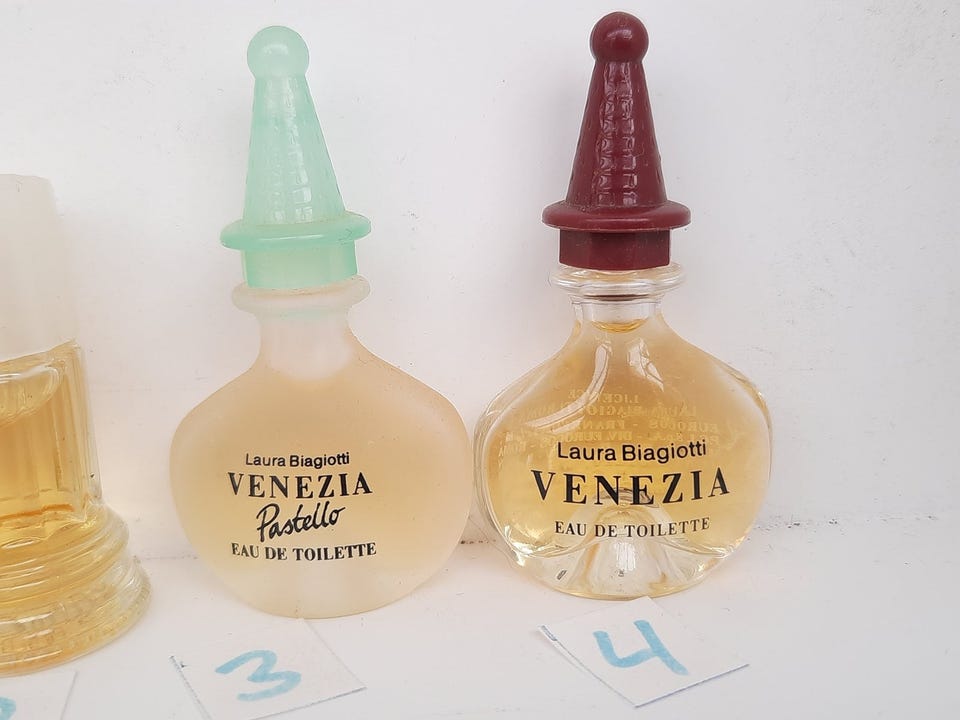 Laura Biagiotti
VENEZIA
Pastello
EAU DE TOILETTE
3
Laura Biagiotti
VENEZIA
EAU DE TOILETTE
4